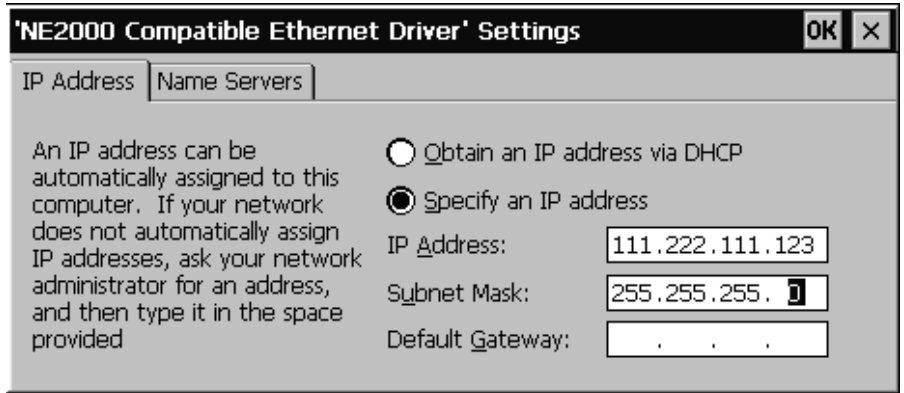 'NE2000 Compatible Ethernet Driver' Settings OK ×
IP Address Name Servers
An IP address can be
automatically assigned to this
computer. If your network
does not automatically assign
IP addresses, ask your network
administrator for an address,
and then type it in the space
provided
Obtain an IP address via DHCP
Specify an IP address
IP Address: 111.222.111.123
Subnet Mask: 255.255.255. 0
Default Gateway: . . .